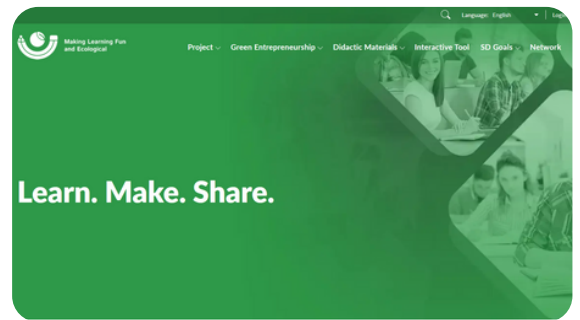 Language: English
Login
Making Learning Fun
and Ecological
Project
Green Entrepreneurship
Didactic Materials
Interactive Tool
SD Goals
Network
Learn. Make. Share.